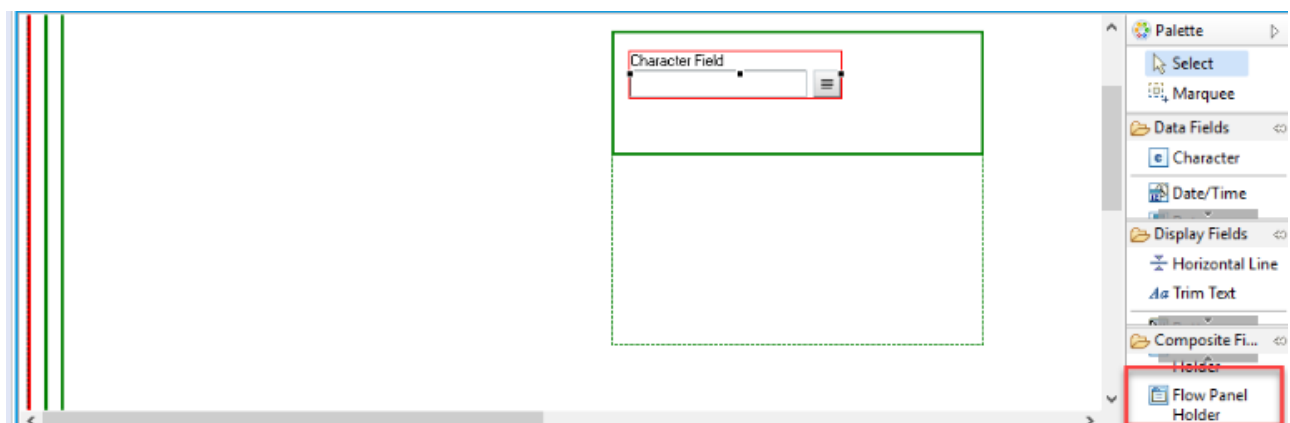 Character Field
Palette
Select
Marquee
Data Fields
Character
Date/Time
Display Fields
Horizontal Line
Aa Trim Text
Composite Fi...
Holder
Flow Panel
Holder